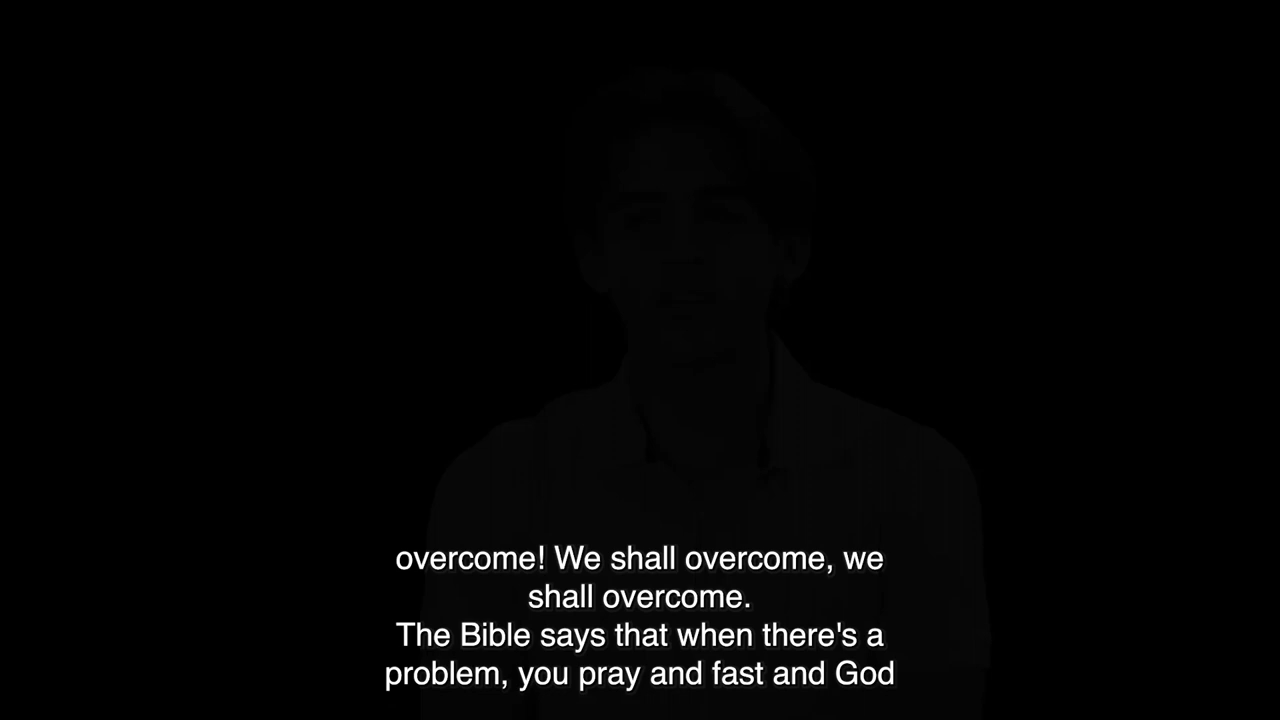 overcome! We shall overcome, we
shall overcome.
The Bible says that when there's a
problem, you pray and fast and God